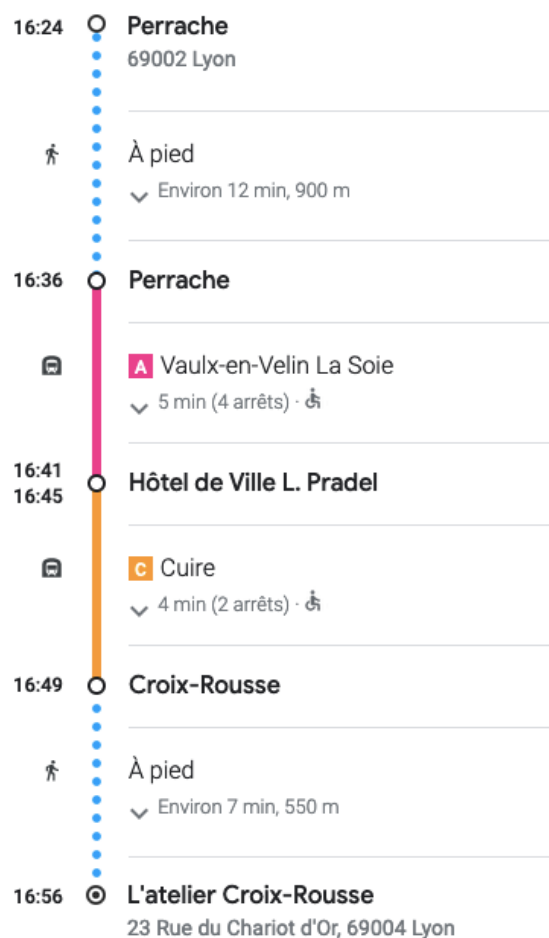 16:24 Perrache
69002 Lyon
À pied
Environ 12 min, 900 m
16:36 Perrache
A Vaulx-en-Velin La Soie
5 min (4 arrêts) ·
16:41
16:45 Hôtel de Ville L. Pradel
C Cuire
4 min (2 arrêts) ·
16:49 Croix-Rousse
À pied
Environ 7 min, 550 m
16:56 L'atelier Croix-Rousse
23 Rue du Chariot d'Or, 69004 Lyon